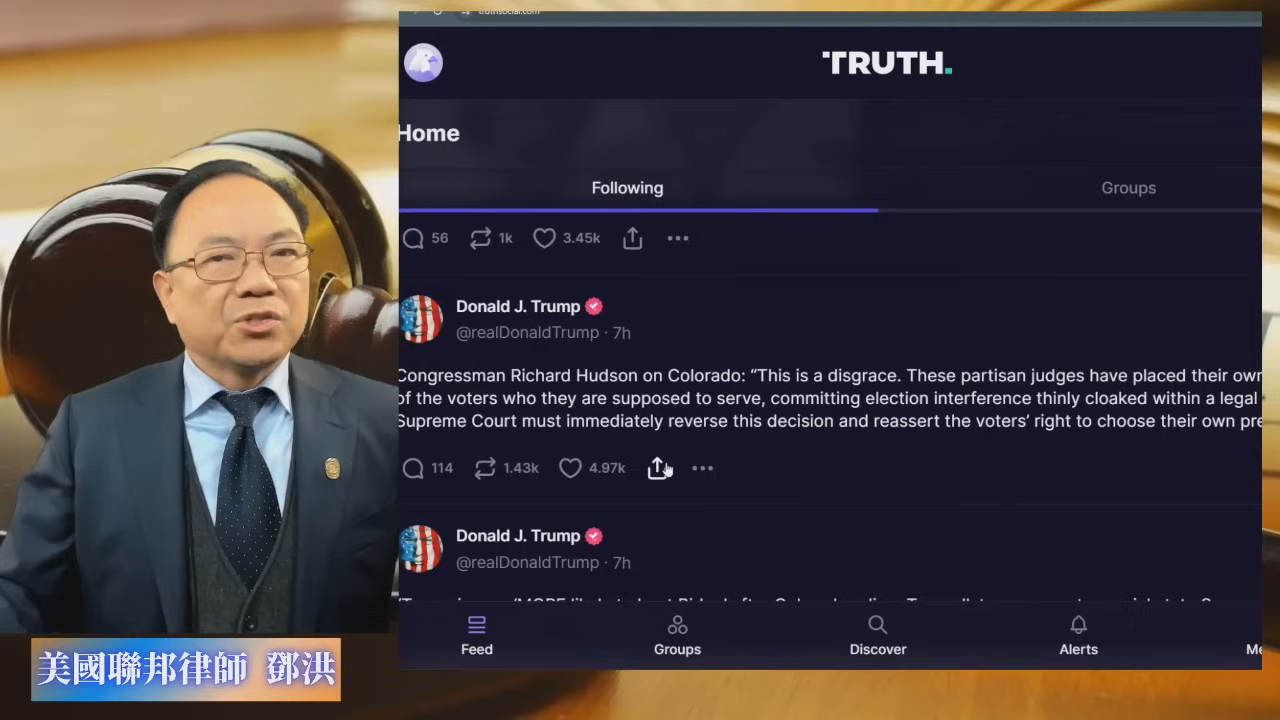 truthsocial.com
TRUTH.
Home
Following
Groups
56
1k
3.45k
Donald J. Trump
@realDonaldTrump · 7h
Congressman Richard Hudson on Colorado: “This is a disgrace. These partisan judges have placed their own
of the voters who they are supposed to serve, committing election interference thinly cloaked within a legal
Supreme Court must immediately reverse this decision and reassert the voters’ right to choose their own pre
114
1.43k
4.97k
Donald J. Trump
@realDonaldTrump · 7h
Feed
Groups
Discover
Alerts
Me
美國聯邦律師 鄧洪